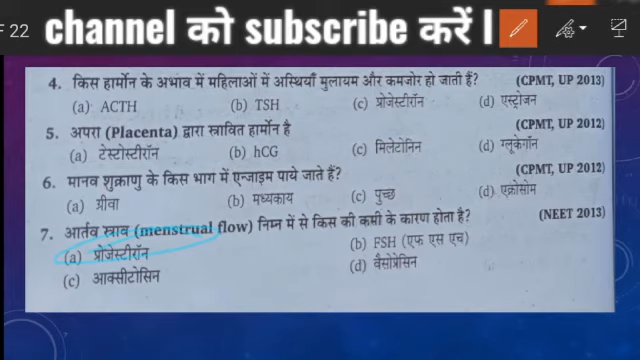 F 22 channel को subscribe करें I
4. किस हार्मोन के अभाव में महिलाओं में अस्थियाँ मुलायम और कमजोर हो जाती हैं? (CPMT, UP 2013)
(a) ACTH (b) TSH (c) प्रोजेस्टीरॉन (d) एस्ट्रोजन
5. अपरा (Placenta) द्वारा स्रावित हार्मोन है (CPMT, UP 2012)
(a) टेस्टोस्टीरॉन (b) hCG (c) मिलेटोनिन (d) ग्लूकेगॉन
6. मानव शुक्राणु के किस भाग में एन्जाइम पाये जाते हैं? (CPMT, UP 2012)
(a) ग्रीवा (b) मध्यकाय (c) पुच्छ (d) एक्रोसोम
7. आर्तव स्राव (menstrual flow) निम्न में से किस की कमी के कारण होता है? (NEET 2013)
(a) प्रोजेस्टीरॉन (b) FSH (एफ एस एच)
(c) आक्सीटोसिन (d) वैसोप्रेसिन